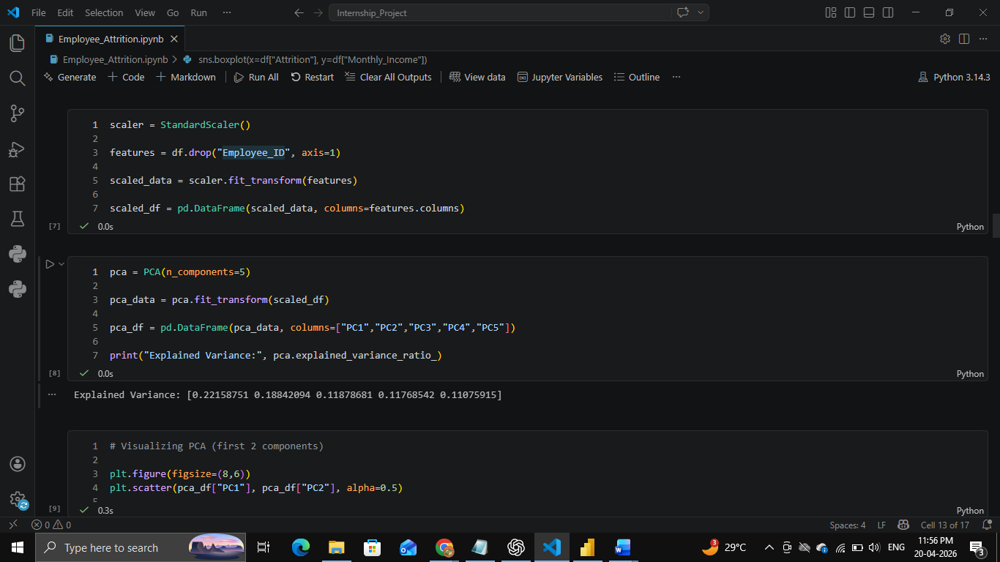 File Edit Selection View Go Run ···
Internship_Project
Employee_Attrition.ipynb
Employee_Attrition.ipynb > sns.boxplot(x=df["Attrition"], y=df["Monthly_Income"])
Generate + Code + Markdown Run All Restart Clear All Outputs View data Jupyter Variables Outline ··· Python 3.14.3
1 scaler = StandardScaler()
2
3 features = df.drop("Employee_ID", axis=1)
4
5 scaled_data = scaler.fit_transform(features)
6
7 scaled_df = pd.DataFrame(scaled_data, columns=features.columns)
[7] 0.0s Python
1 pca = PCA(n_components=5)
2
3 pca_data = pca.fit_transform(scaled_df)
4
5 pca_df = pd.DataFrame(pca_data, columns=["PC1","PC2","PC3","PC4","PC5"])
6
7 print("Explained Variance:", pca.explained_variance_ratio_)
[8] 0.0s Python
··· Explained Variance: [0.22158751 0.18842094 0.11878681 0.11768542 0.11075915]
1 # Visualizing PCA (first 2 components)
2
3 plt.figure(figsize=(8,6))
4 plt.scatter(pca_df["PC1"], pca_df["PC2"], alpha=0.5)
5
[9] 0.3s Python
0 0 Spaces: 4 LF Cell 13 of 17
Type here to search 3 29°C ENG 11:56 PM
20-04-2026 3